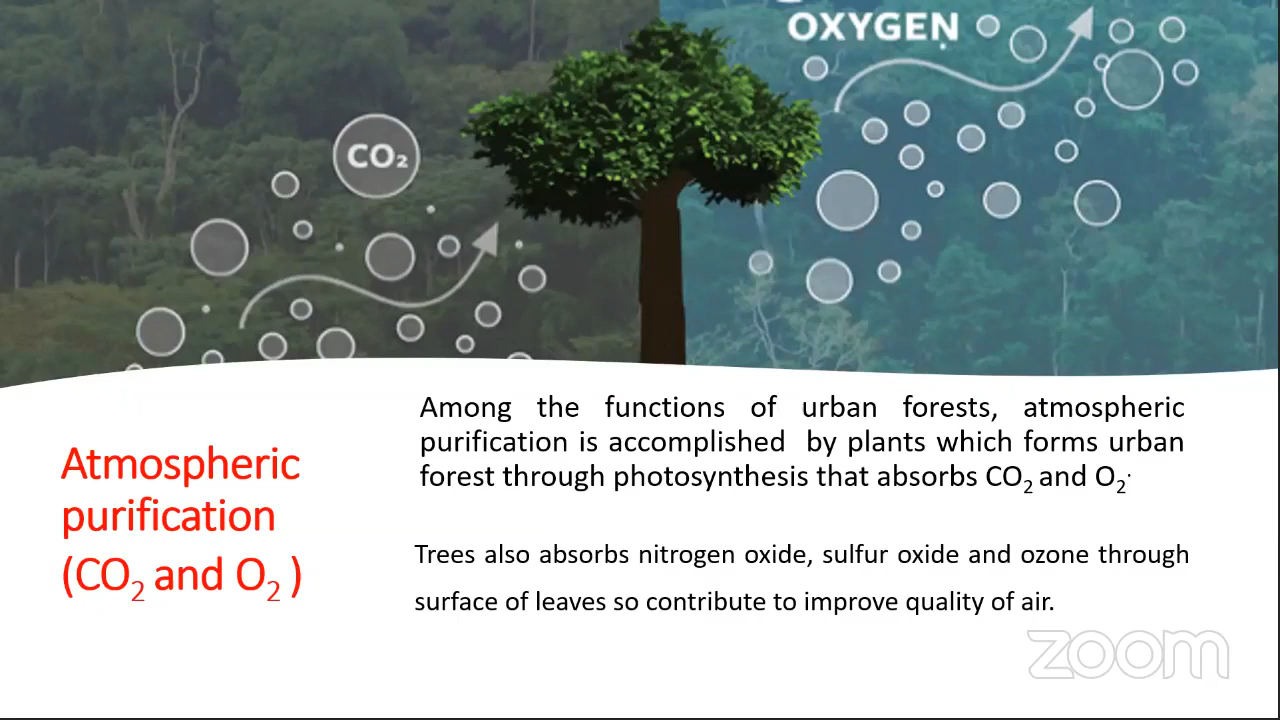 OXYGEN
CO₂
Atmospheric
purification
(CO₂ and O₂ )
Among the functions of urban forests, atmospheric
purification is accomplished by plants which forms urban
forest through photosynthesis that absorbs CO₂ and O₂.
Trees also absorbs nitrogen oxide, sulfur oxide and ozone through
surface of leaves so contribute to improve quality of air.
zoom